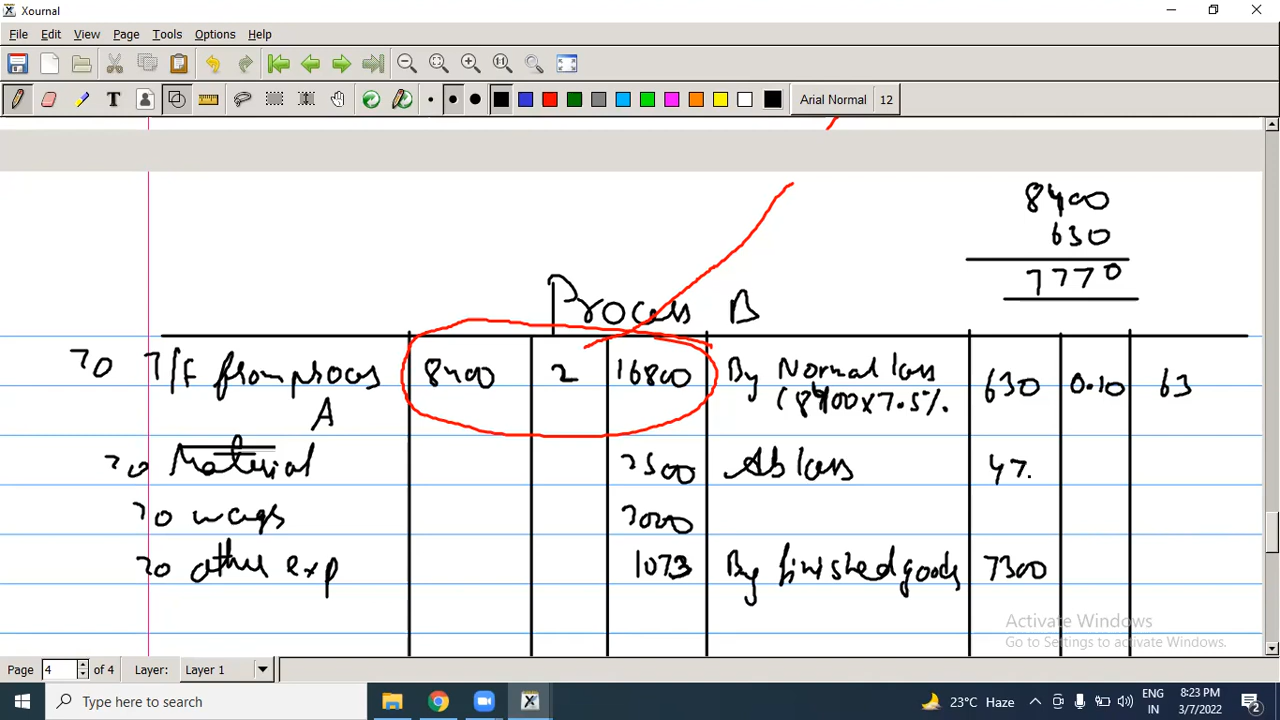 Xournal
File Edit View Page Tools Options Help
Arial Normal 12
8400
630
7770
Process B
To T/F from process 8400 2 16800 By Normal loss 630 0.10 63
A (8400x7.5%.
To Material 2500 Ab loss 47.
To wages 2000
To other exp 1073 By finished goods 7300
Activate Windows
Go to Settings to activate Windows.
Page 4 of 4 Layer: Layer 1
Type here to search
23°C Haze
ENG
IN
8:23 PM
3/7/2022
2